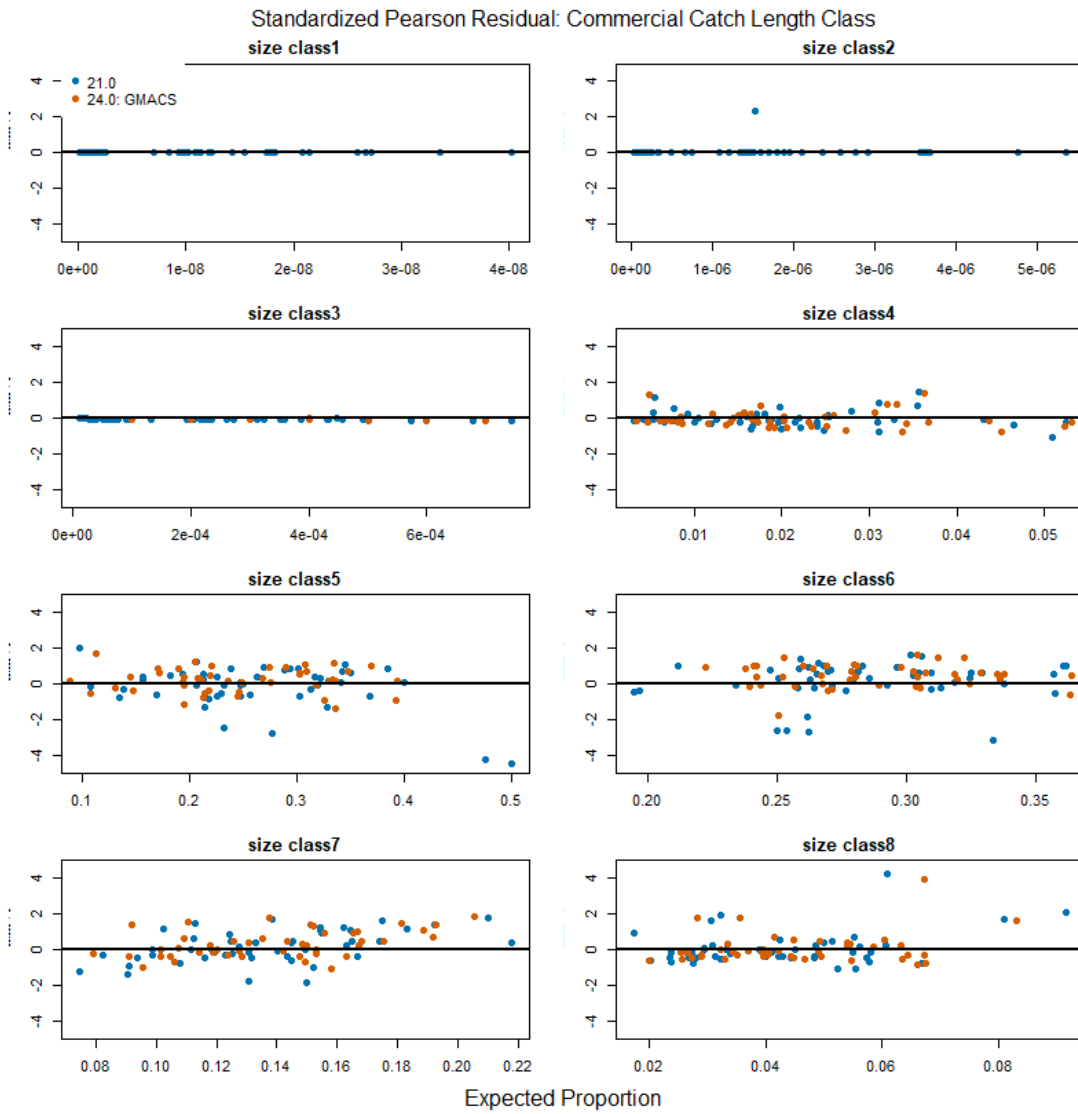 Standardized Pearson Residual: Commercial Catch Length Class
size class1
size class2
21.0
24.0: GMACS
4
2
0
-2
-4
0e+00 1e-08 2e-08 3e-08 4e-08
4
2
0
-2
-4
0e+00 1e-06 2e-06 3e-06 4e-06 5e-06
size class3
size class4
4
2
0
-2
-4
0e+00 2e-04 4e-04 6e-04
4
2
0
-2
-4
0.01 0.02 0.03 0.04 0.05
size class5
size class6
4
2
0
-2
-4
0.1 0.2 0.3 0.4 0.5
4
2
0
-2
-4
0.20 0.25 0.30 0.35
size class7
size class8
4
2
0
-2
-4
0.08 0.10 0.12 0.14 0.16 0.18 0.20 0.22
4
2
0
-2
-4
0.02 0.04 0.06 0.08
Expected Proportion